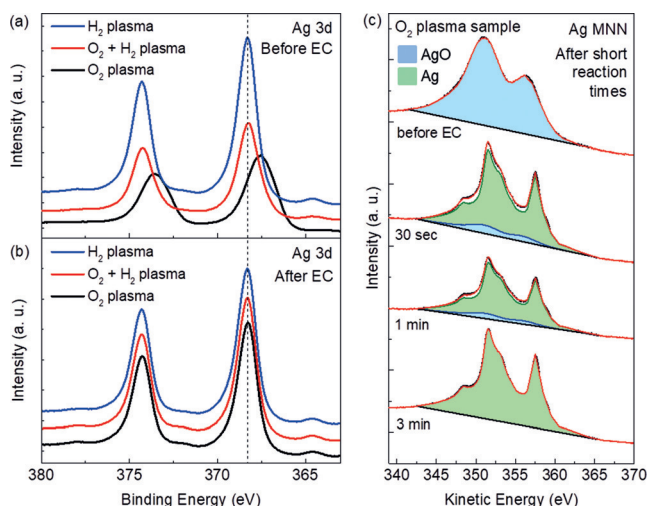 (a)
H₂ plasma
O₂ + H₂ plasma
O₂ plasma
Ag 3d
Before EC
Intensity (a. u.)
(b)
H₂ plasma
O₂ + H₂ plasma
O₂ plasma
Ag 3d
After EC
Intensity (a. u.)
380 375 370 365
Binding Energy (eV)
(c)
O₂ plasma sample
AgO
Ag
Ag MNN
After short
reaction
times
before EC
30 sec
1 min
3 min
Intensity (a. u.)
340 345 350 355 360 365 370
Kinetic Energy (eV)